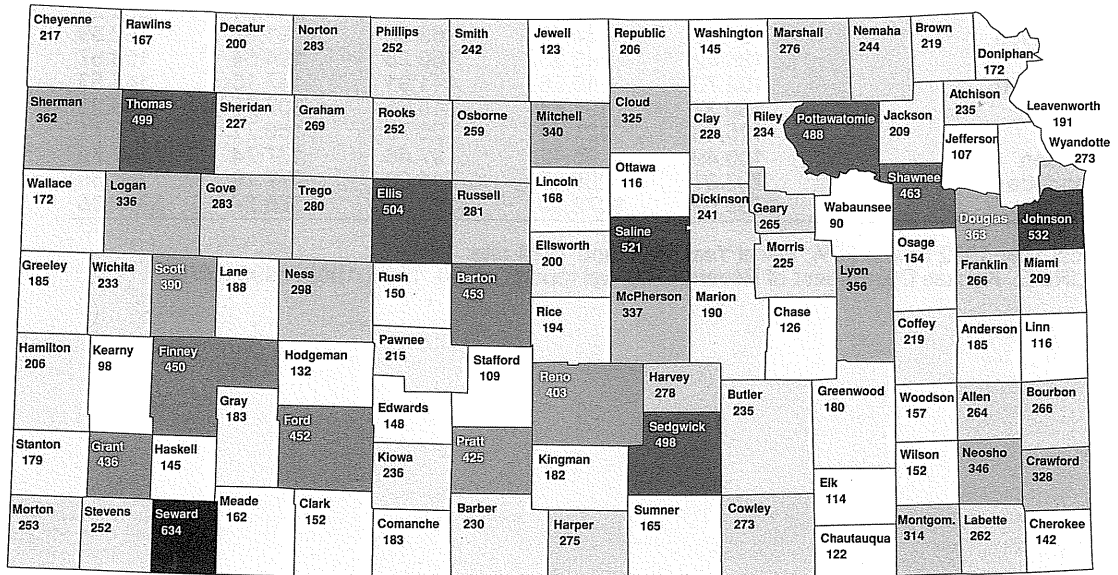 Cheyenne
217
Rawlins
167
Decatur
200
Norton
283
Phillips
252
Smith
242
Jewell
123
Republic
206
Washington
145
Marshall
276
Nemaha
244
Brown
219
Doniphan
172
Sherman
362
Thomas
499
Sheridan
227
Graham
269
Rooks
252
Osborne
259
Mitchell
340
Cloud
325
Clay
228
Riley
234
Pottawatomie
488
Jackson
209
Atchison
235
Jefferson
107
Leavenworth
191
Wyandotte
273
Wallace
172
Logan
336
Gove
283
Trego
280
Ellis
504
Russell
281
Lincoln
168
Ottawa
116
Saline
521
Dickinson
241
Geary
265
Wabaunsee
90
Shawnee
463
Douglas
363
Johnson
532
Greeley
185
Wichita
233
Scott
390
Lane
188
Ness
298
Rush
150
Barton
453
Ellsworth
200
Rice
194
McPherson
337
Marion
190
Morris
225
Chase
126
Lyon
356
Osage
154
Franklin
266
Miami
209
Hamilton
206
Kearny
98
Finney
450
Hodgeman
132
Pawnee
215
Stafford
109
Reno
403
Harvey
278
Butler
235
Greenwood
180
Coffey
219
Anderson
185
Linn
116
Gray
183
Ford
452
Edwards
148
Kiowa
236
Pratt
425
Kingman
182
Sedgwick
498
Woodson
157
Allen
264
Bourbon
266
Stanton
179
Grant
436
Haskell
145
Elk
114
Wilson
152
Neosho
346
Crawford
328
Morton
253
Stevens
252
Seward
634
Meade
162
Clark
152
Comanche
183
Barber
230
Harper
275
Sumner
165
Cowley
273
Chautauqua
122
Montgom.
314
Labette
262
Cherokee
142